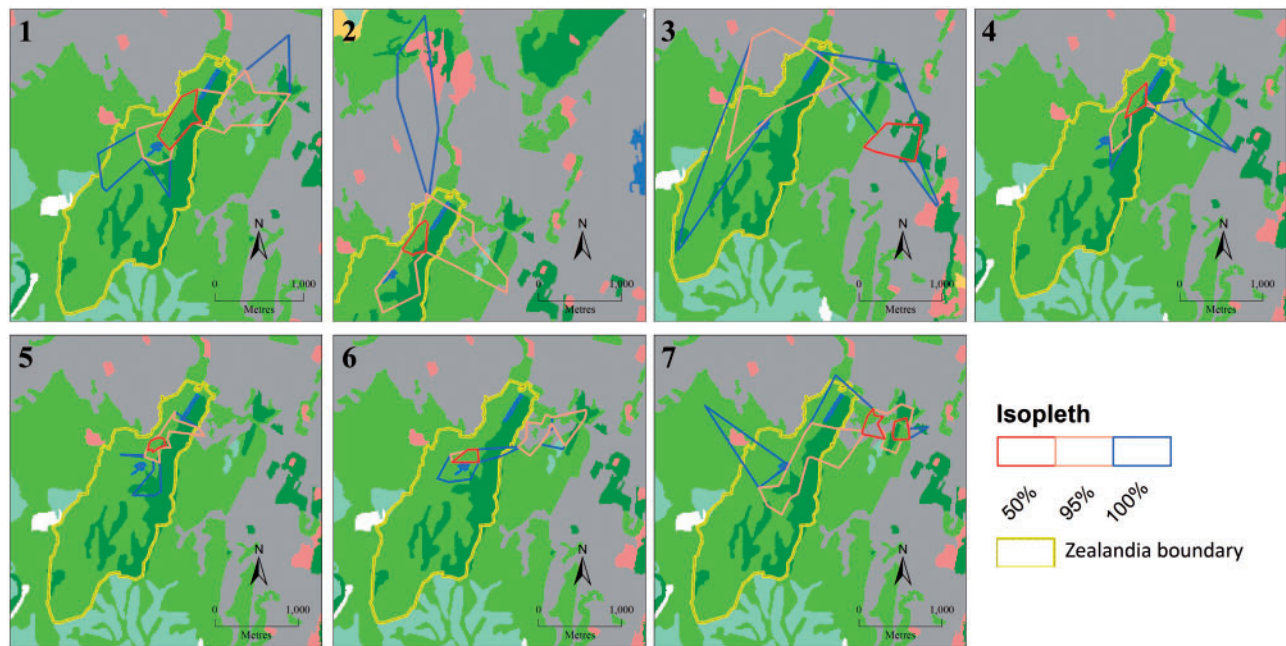 1
N
0 1,000
Metres
2
N
0 1,000
Metres
3
N
0 1,000
Metres
4
N
0 1,000
Metres
5
N
0 1,000
Metres
6
N
0 1,000
Metres
7
N
0 1,000
Metres
Isopleth
50% 95% 100%
Zealandia boundary